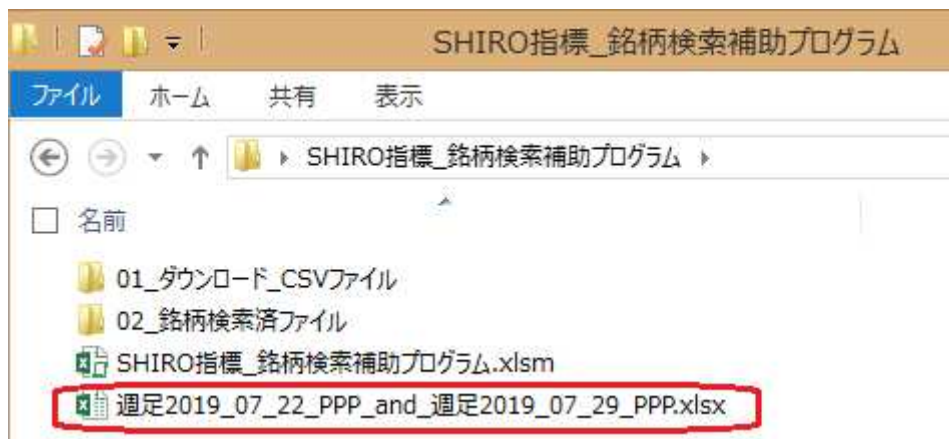 SHIRO指標_銘柄検索補助プログラム
ファイル ホーム 共有 表示
SHIRO指標_銘柄検索補助プログラム
名前
01_ダウンロード_CSVファイル
02_銘柄検索済ファイル
SHIRO指標_銘柄検索補助プログラム.xlsm
週足2019_07_22_PPP_and_週足2019_07_29_PPP.xlsx